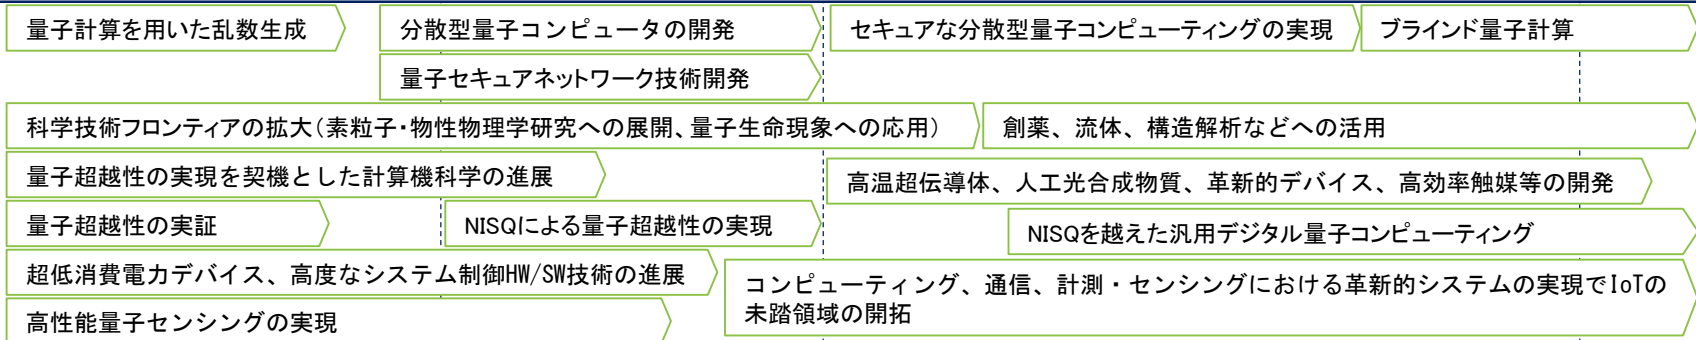 量子計算を用いた乱数生成
分散型量子コンピュータの開発
セキュアな分散型量子コンピューティングの実現
ブラインド量子計算
量子セキュアネットワーク技術開発
科学技術フロンティアの拡大(素粒子・物性物理学研究への展開、量子生命現象への応用)
創薬、流体、構造解析などへの活用
量子超越性の実現を契機とした計算機科学の進展
高温超伝導体、人工光合成物質、革新的デバイス、高効率触媒等の開発
量子超越性の実証
NISQによる量子超越性の実現
NISQを越えた汎用デジタル量子コンピューティング
超低消費電力デバイス、高度なシステム制御HW/SW技術の進展
コンピューティング、通信、計測・センシングにおける革新的システムの実現でIoTの
未踏領域の開拓
高性能量子センシングの実現